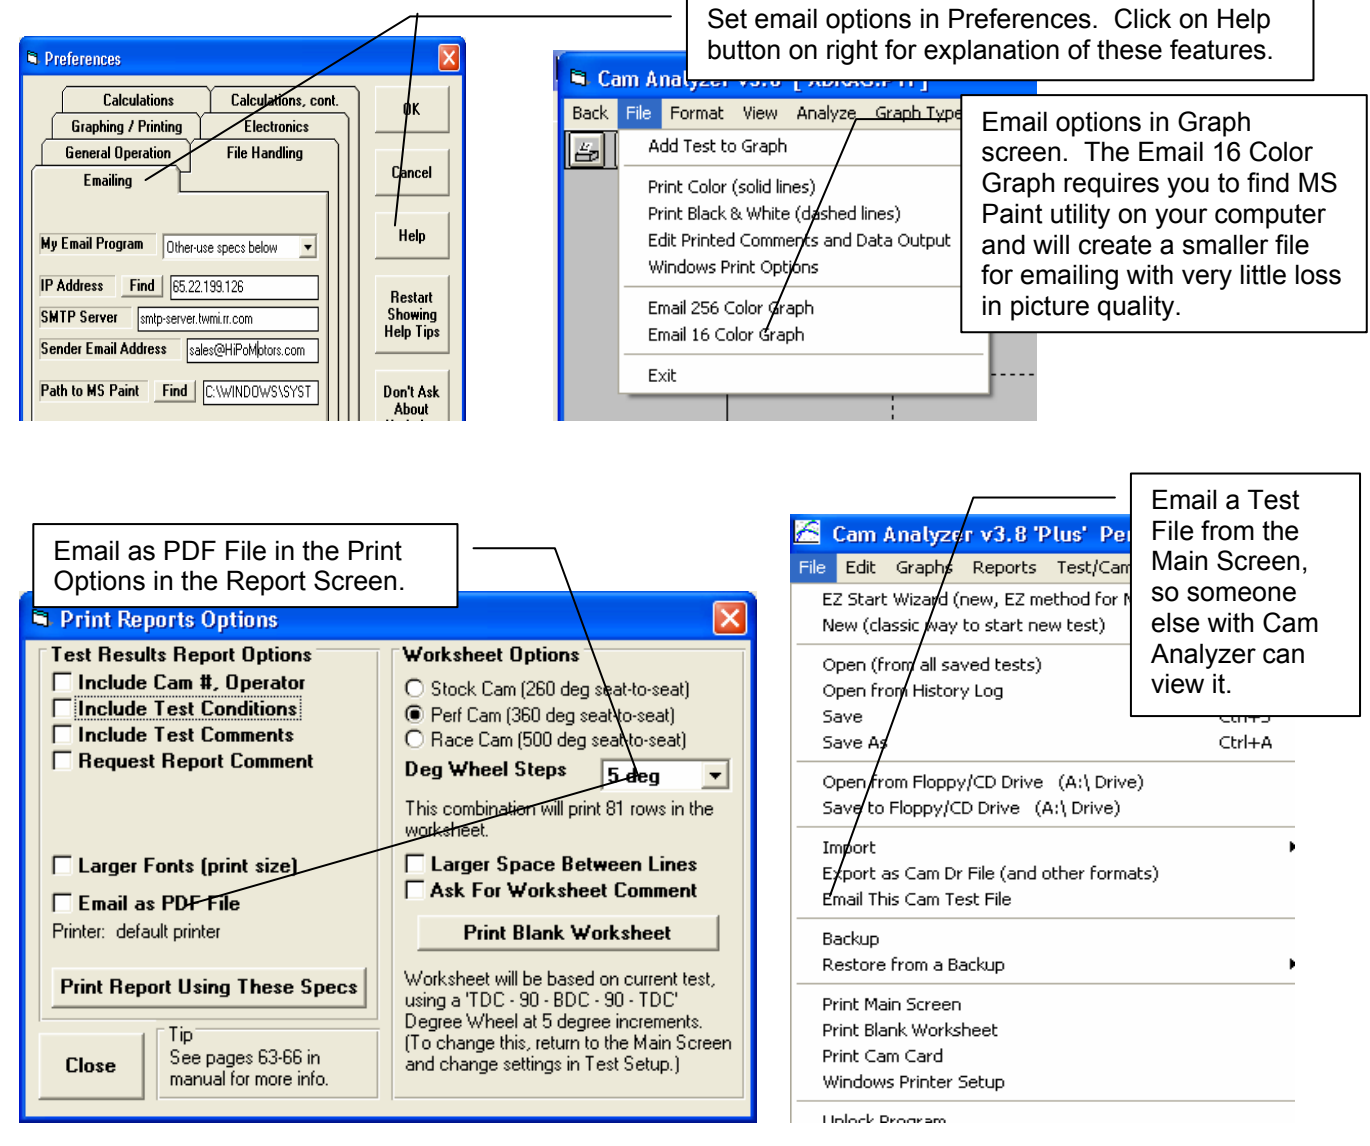 Set email options in Preferences.  Click on Help
button on right for explanation of these features.
Preferences
Calculations
Calculations, cont.
Graphing / Printing
Electronics
General Operation
File Handling
Emailing
My Email Program
Other-use specs below
IP Address
Find
65.22.199.126
SMTP Server
smtp-server.twmi.rr.com
Sender Email Address
sales@HiPoMotors.com
Path to MS Paint
Find
C:\WINDOWS\SYST
OK
Cancel
Help
Restart
Showing
Help Tips
Don't Ask
About
Cam Analyzer v3.8
Back File Format View Analyze Graph Type
Add Test to Graph
Print Color (solid lines)
Print Black & White (dashed lines)
Edit Printed Comments and Data Output
Windows Print Options
Email 256 Color Graph
Email 16 Color Graph
Exit
Email options in Graph
screen.  The Email 16 Color
Graph requires you to find MS
Paint utility on your computer
and will create a smaller file
for emailing with very little loss
in picture quality.
Email as PDF File in the Print
Options in the Report Screen.
Print Reports Options
Test Results Report Options
Include Cam #, Operator
Include Test Conditions
Include Test Comments
Request Report Comment
Larger Fonts (print size)
Email as PDF File
Printer:  default printer
Print Report Using These Specs
Close
Tip
See pages 63-66 in
manual for more info.
Worksheet Options
Stock Cam (260 deg seat-to-seat)
Perf Cam (360 deg seat-to-seat)
Race Cam (500 deg seat-to-seat)
Deg Wheel Steps
5 deg
This combination will print 81 rows in the
worksheet.
Larger Space Between Lines
Ask For Worksheet Comment
Print Blank Worksheet
Worksheet will be based on current test,
using a 'TDC - 90 - BDC - 90 - TDC'
Degree Wheel at 5 degree increments.
(To change this, return to the Main Screen
and change settings in Test Setup.)
Email a Test
File from the
Main Screen,
so someone
else with Cam
Analyzer can
view it.
Cam Analyzer v3.8 'Plus' Per
File Edit Graphs Reports Test/Cam
EZ Start Wizard (new, EZ method for
New (classic way to start new test)
Open (from all saved tests)
Open from History Log
Save Ctrl+S
Save As Ctrl+A
Open from Floppy/CD Drive (A:\ Drive)
Save to Floppy/CD Drive (A:\ Drive)
Import
Export as Cam Dr File (and other formats)
Email This Cam Test File
Backup
Restore from a Backup
Print Main Screen
Print Blank Worksheet
Print Cam Card
Windows Printer Setup
Unlock Program